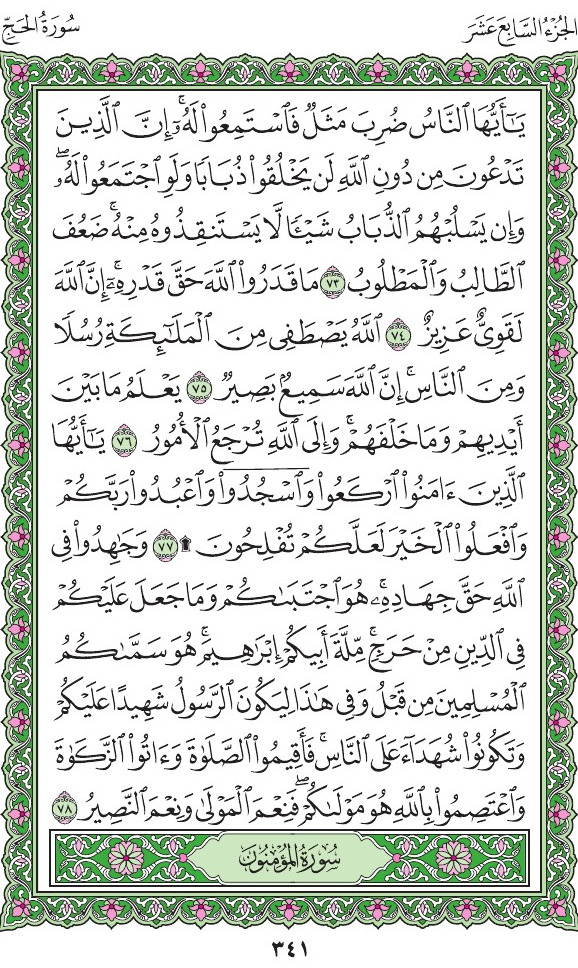 الجُزْءُ السَّابِعَ عَشَرَ
سُورَةُ الحَجِّ
يَٰٓأَيُّهَا ٱلنَّاسُ ضُرِبَ مَثَلٌ فَٱسْتَمِعُوا۟ لَهُۥٓ ۚ إِنَّ ٱلَّذِينَ
تَدْعُونَ مِن دُونِ ٱللَّهِ لَن يَخْلُقُوا۟ ذُبَابًا وَلَوِ ٱجْتَمَعُوا۟ لَهُۥ ۖ
وَإِن يَسْلُبْهُمُ ٱلذُّبَابُ شَيْـًٔا لَّا يَسْتَنقِذُوهُ مِنْهُ ۚ ضَعُفَ
ٱلطَّالِبُ وَٱلْمَطْلُوبُ ٧٣ مَا قَدَرُوا۟ ٱللَّهَ حَقَّ قَدْرِهِۦٓ ۗ إِنَّ ٱللَّهَ
لَقَوِىٌّ عَزِيزٌ ٧٤ ٱللَّهُ يَصْطَفِى مِنَ ٱلْمَلَٰٓئِكَةِ رُسُلًا
وَمِنَ ٱلنَّاسِ ۚ إِنَّ ٱللَّهَ سَمِيعٌۢ بَصِيرٌ ٧٥ يَعْلَمُ مَا بَيْنَ
أَيْدِيهِمْ وَمَا خَلْفَهُمْ ۗ وَإِلَى ٱللَّهِ تُرْجَعُ ٱلْأُمُورُ ٧٦ يَٰٓأَيُّهَا
ٱلَّذِينَ ءَامَنُوا۟ ٱرْكَعُوا۟ وَٱسْجُدُوا۟ وَٱعْبُدُوا۟ رَبَّكُمْ
وَٱفْعَلُوا۟ ٱلْخَيْرَ لَعَلَّكُمْ تُفْلِحُونَ ۩ ٧٧ وَجَٰهِدُوا۟ فِى
ٱللَّهِ حَقَّ جِهَادِهِۦ ۚ هُوَ ٱجْتَبَىٰكُمْ وَمَا جَعَلَ عَلَيْكُمْ
فِى ٱلدِّينِ مِنْ حَرَجٍ ۚ مِّلَّةَ أَبِيكُمْ إِبْرَٰهِيمَ ۚ هُوَ سَمَّىٰكُمُ
ٱلْمُسْلِمِينَ مِن قَبْلُ وَفِى هَٰذَا لِيَكُونَ ٱلرَّسُولُ شَهِيدًا عَلَيْكُمْ
وَتَكُونُوا۟ شُهَدَآءَ عَلَى ٱلنَّاسِ ۚ فَأَقِيمُوا۟ ٱلصَّلَوٰةَ وَءَاتُوا۟ ٱلزَّكَوٰةَ
وَٱعْتَصِمُوا۟ بِٱللَّهِ هُوَ مَوْلَىٰكُمْ ۖ فَنِعْمَ ٱلْمَوْلَىٰ وَنِعْمَ ٱلنَّصِيرُ ٧٨
سُورَةُ المُؤْمِنُونَ
٣٤١